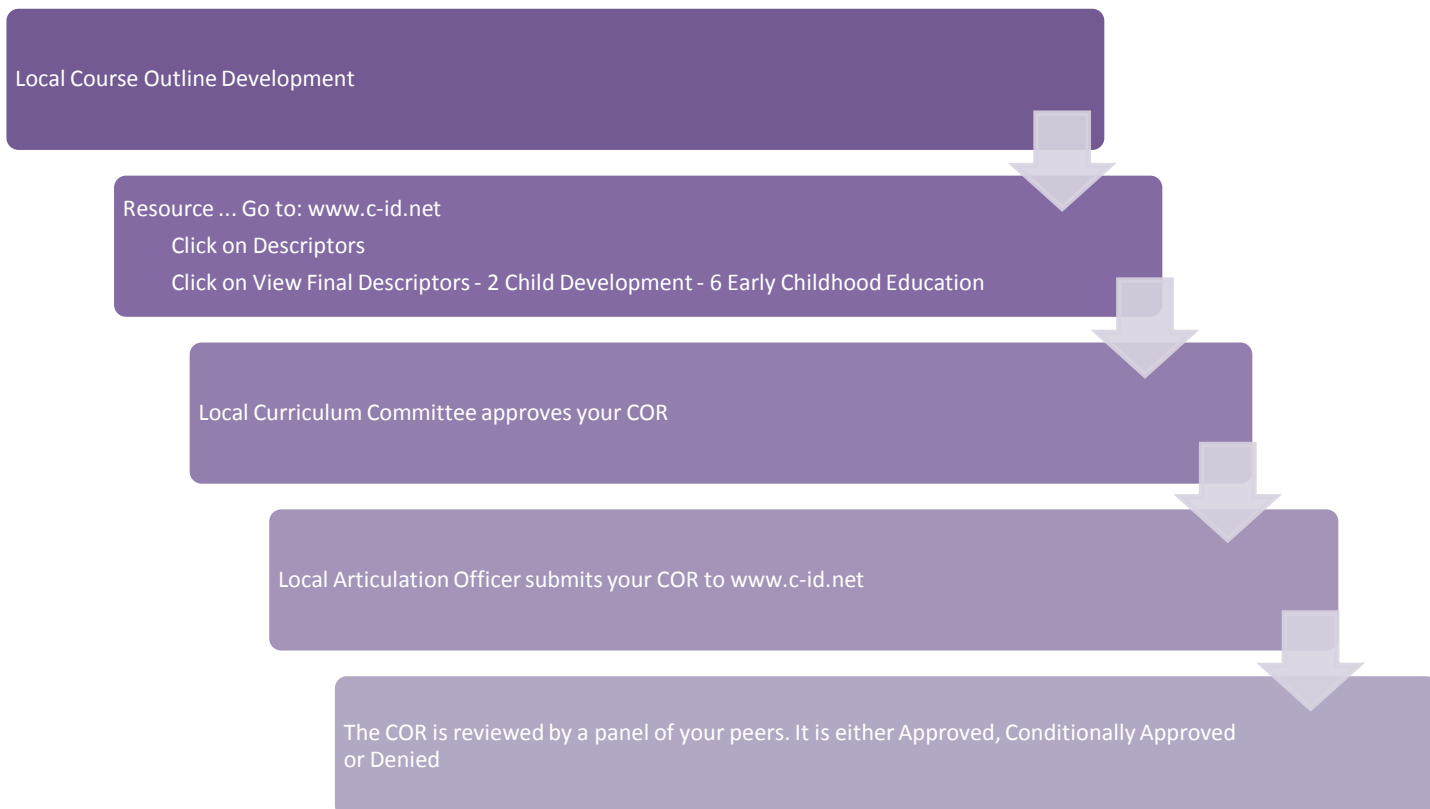 Local Course Outline Development
Resource ... Go to: www.c-id.net
Click on Descriptors
Click on View Final Descriptors - 2 Child Development - 6 Early Childhood Education
Local Curriculum Committee approves your COR
Local Articulation Officer submits your COR to www.c-id.net
The COR is reviewed by a panel of your peers. It is either Approved, Conditionally Approved
or Denied